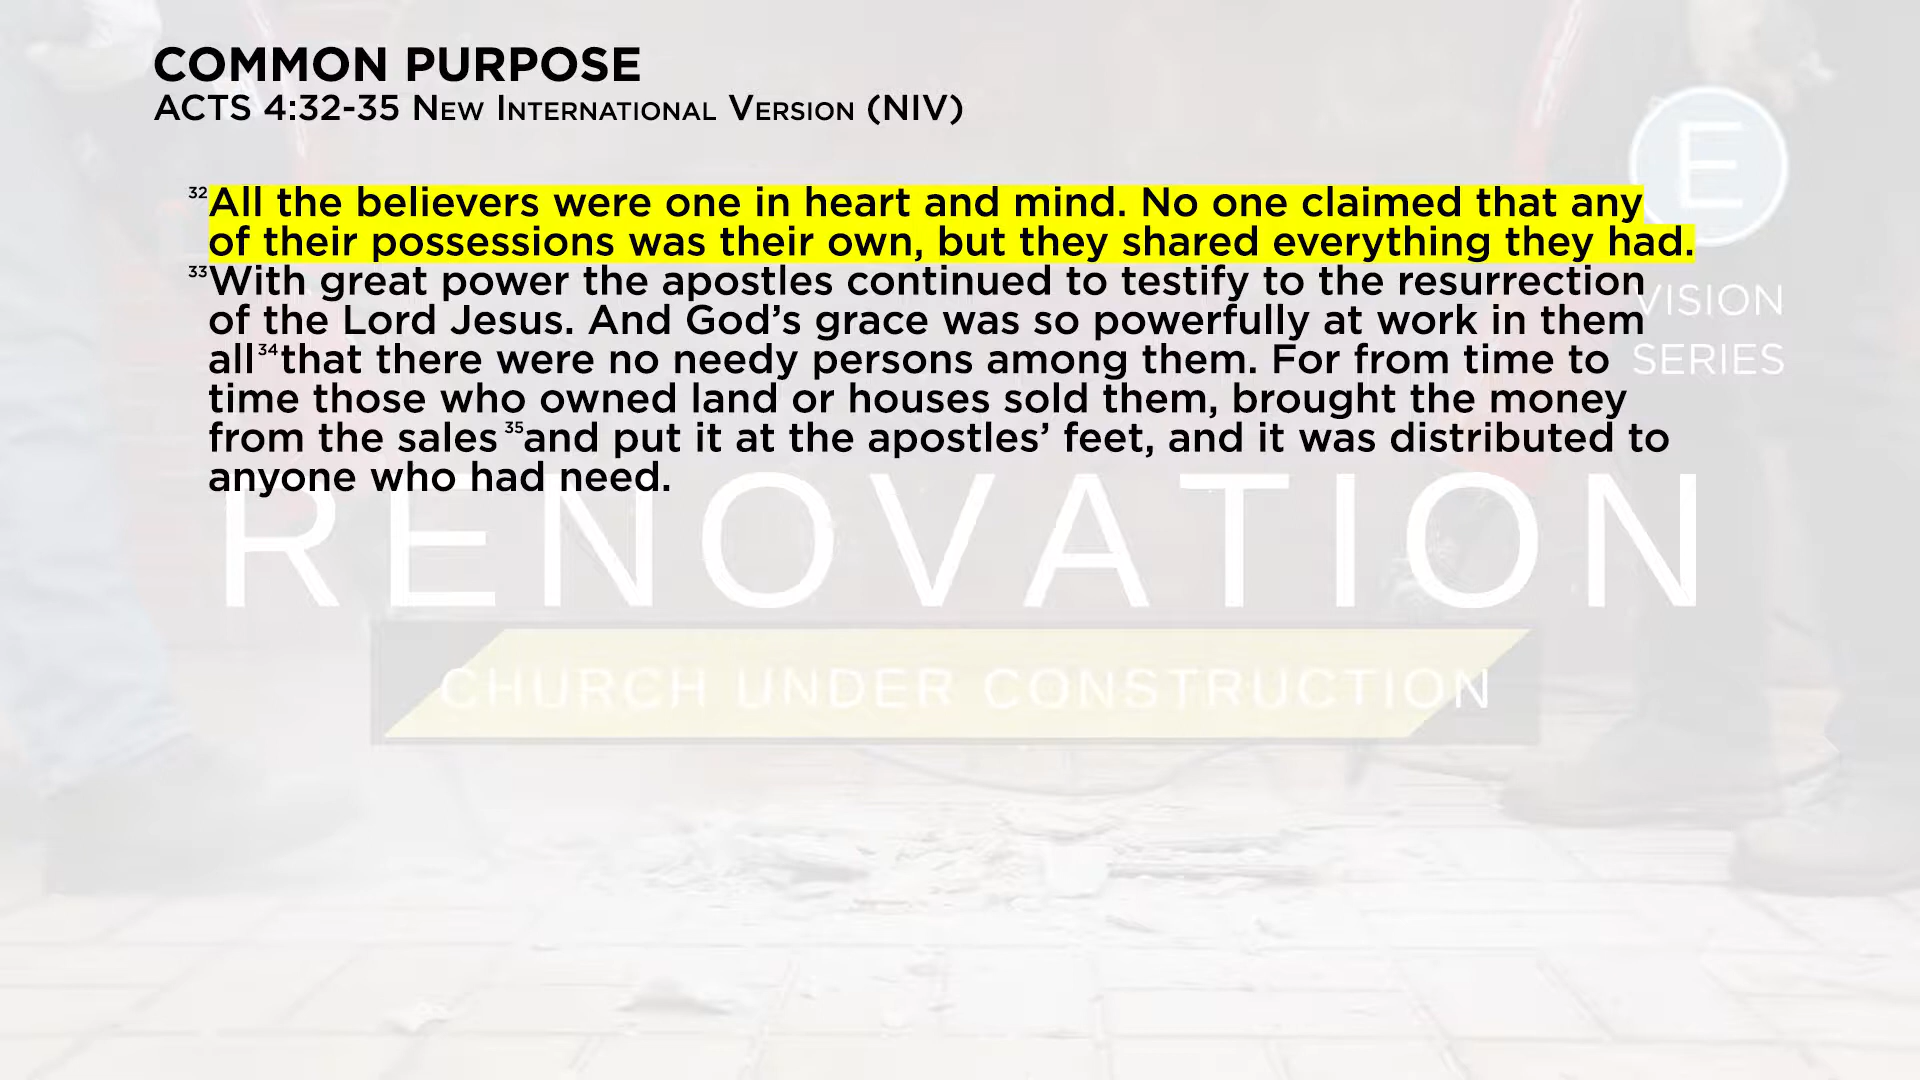 COMMON PURPOSE
ACTS 4:32-35 New International Version (NIV)
E
32All the believers were one in heart and mind. No one claimed that any
of their possessions was their own, but they shared everything they had.
33With great power the apostles continued to testify to the resurrection
VISION
of the Lord Jesus. And God’s grace was so powerfully at work in them
all34that there were no needy persons among them. For from time to
SERIES
time those who owned land or houses sold them, brought the money
from the sales 35and put it at the apostles’ feet, and it was distributed to
anyone who had need.
RENOVATION
CHURCH UNDER CONSTRUCTION